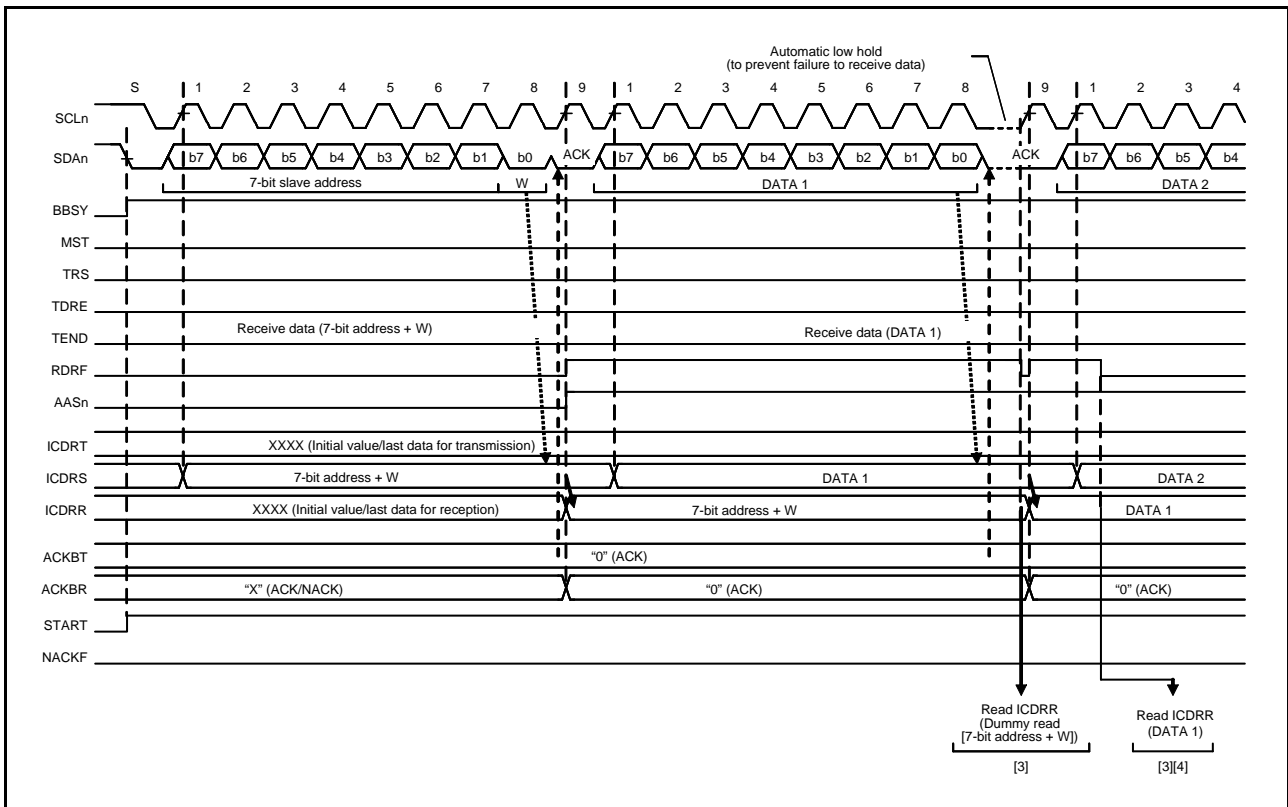 Automatic low hold
(to prevent failure to receive data)
S 1 2 3 4 5 6 7 8 9 1 2 3 4 5 6 7 8 9 1 2 3 4
SCLn
SDAn b7 b6 b5 b4 b3 b2 b1 b0 ACK b7 b6 b5 b4 b3 b2 b1 b0 ACK b7 b6 b5 b4
7-bit slave address W DATA 1 DATA 2
BBSY
MST
TRS
TDRE
Receive data (7-bit address + W) Receive data (DATA 1)
TEND
RDRF
AASn
ICDRT XXXX (Initial value/last data for transmission)
ICDRS 7-bit address + W DATA 1 DATA 2
ICDRR XXXX (Initial value/last data for reception) 7-bit address + W DATA 1
ACKBT “0” (ACK)
ACKBR “X” (ACK/NACK) “0” (ACK) “0” (ACK)
START
NACKF
Read ICDRR
(Dummy read
[7-bit address + W])
[3]
Read ICDRR
(DATA 1)
[3][4]